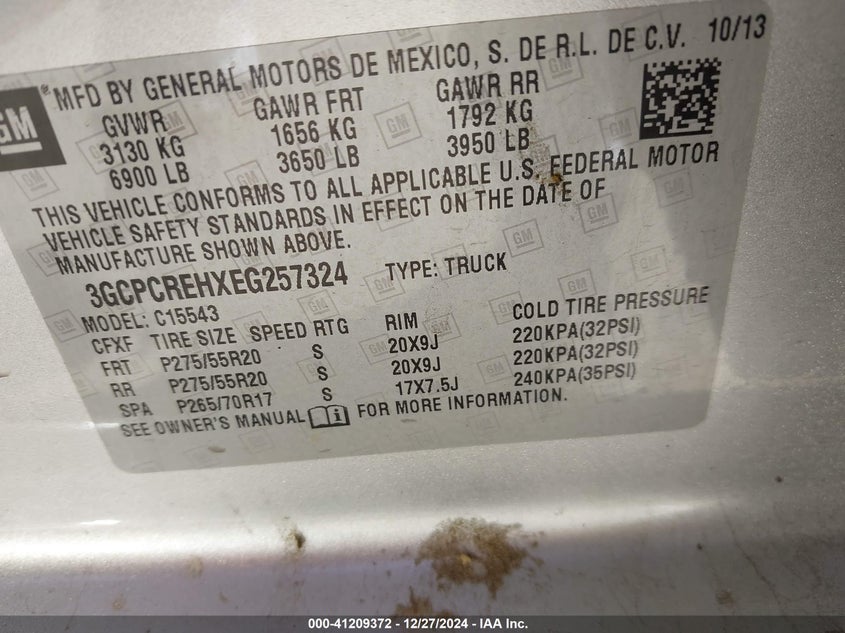 GM
® MFD BY GENERAL MOTORS DE MEXICO, S. DE R.L. DE C.V. 10/13
GVWR GAWR FRT GAWR RR
3130 KG 1656 KG 1792 KG
6900 LB 3650 LB 3950 LB
THIS VEHICLE CONFORMS TO ALL APPLICABLE U.S. FEDERAL MOTOR
VEHICLE SAFETY STANDARDS IN EFFECT ON THE DATE OF
MANUFACTURE SHOWN ABOVE.
3GCPCREHXEG257324 TYPE: TRUCK
MODEL: C15543
CFXF TIRE SIZE SPEED RTG RIM COLD TIRE PRESSURE
FRT P275/55R20 S 20X9J 220KPA(32PSI)
RR P275/55R20 S 20X9J 220KPA(32PSI)
SPA P265/70R17 S 17X7.5J 240KPA(35PSI)
SEE OWNER'S MANUAL FOR MORE INFORMATION.
000-41209372 - 12/27/2024 - IAA Inc.